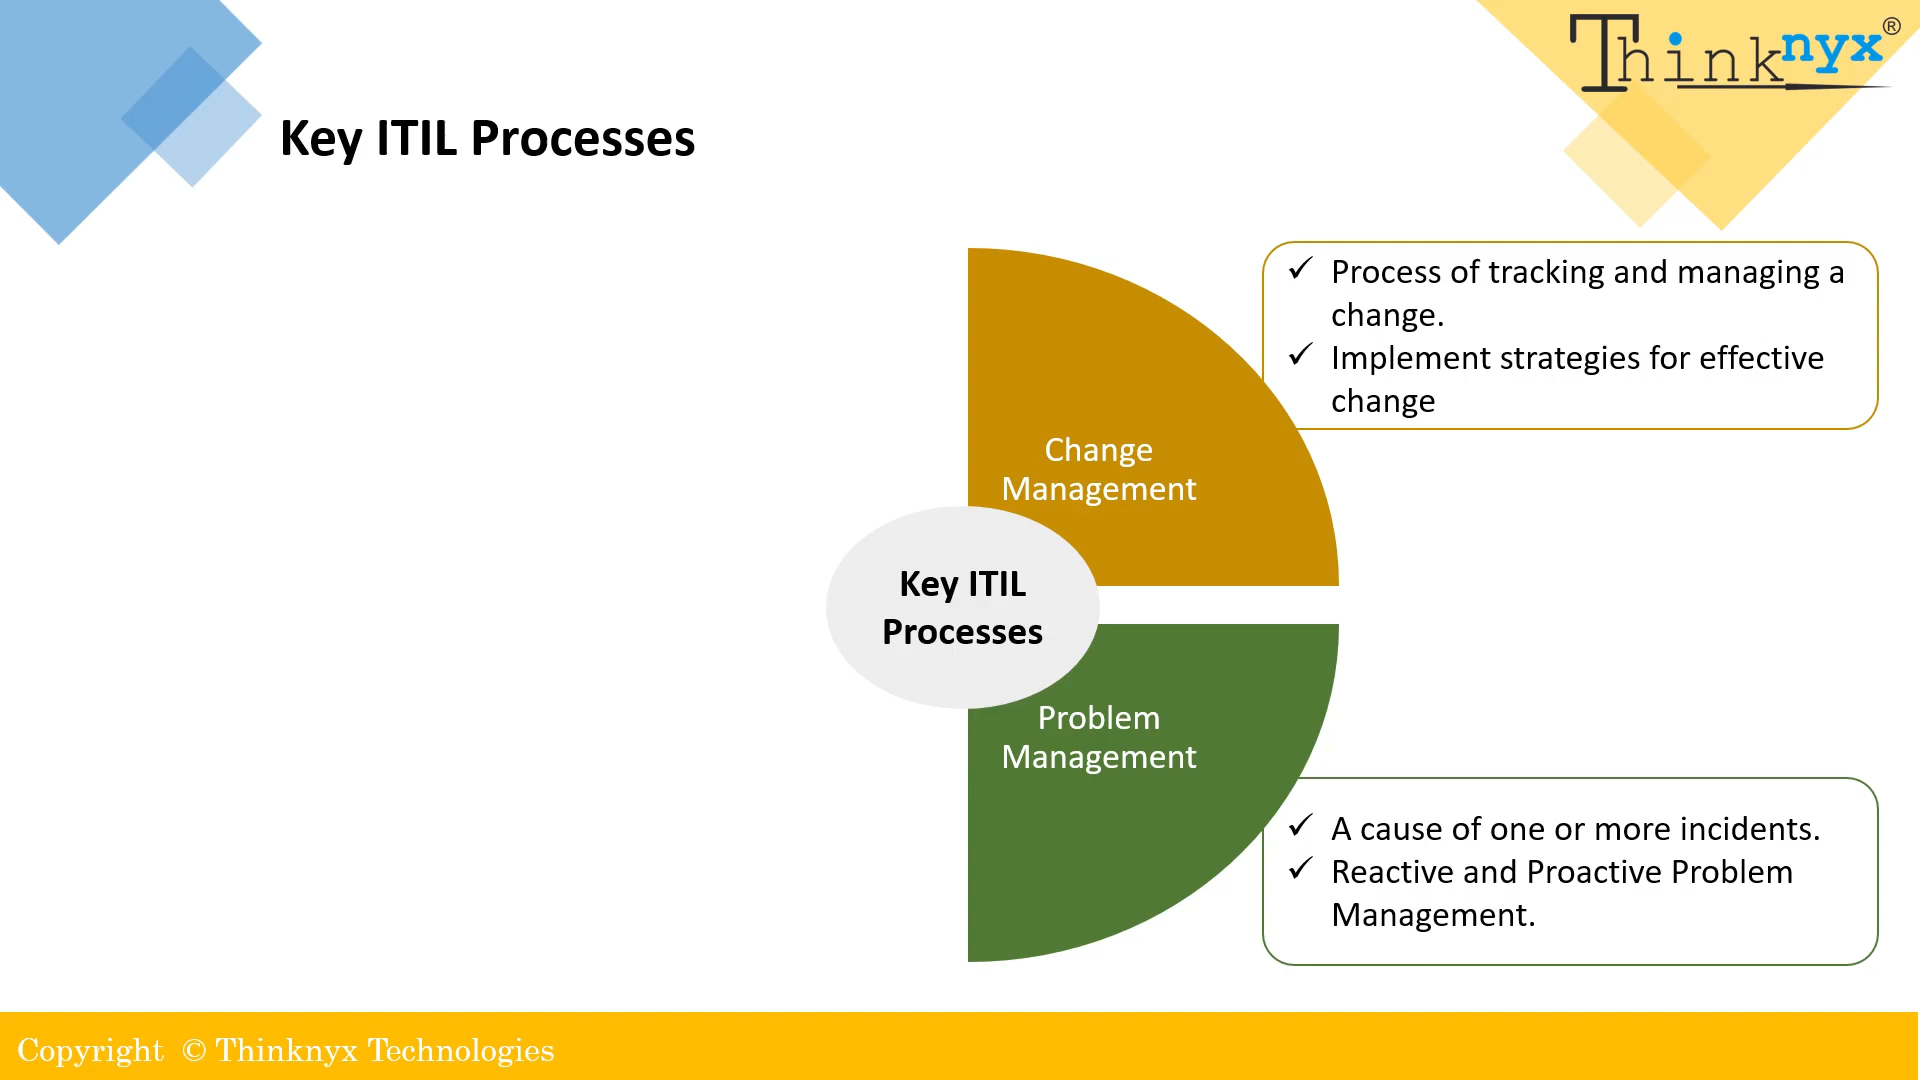 Thinknyx®
Key ITIL Processes
✓ Process of tracking and managing a
change.
✓ Implement strategies for effective
change
Change
Management
Key ITIL
Processes
Problem
Management
✓ A cause of one or more incidents.
✓ Reactive and Proactive Problem
Management.
Copyright © Thinknyx Technologies